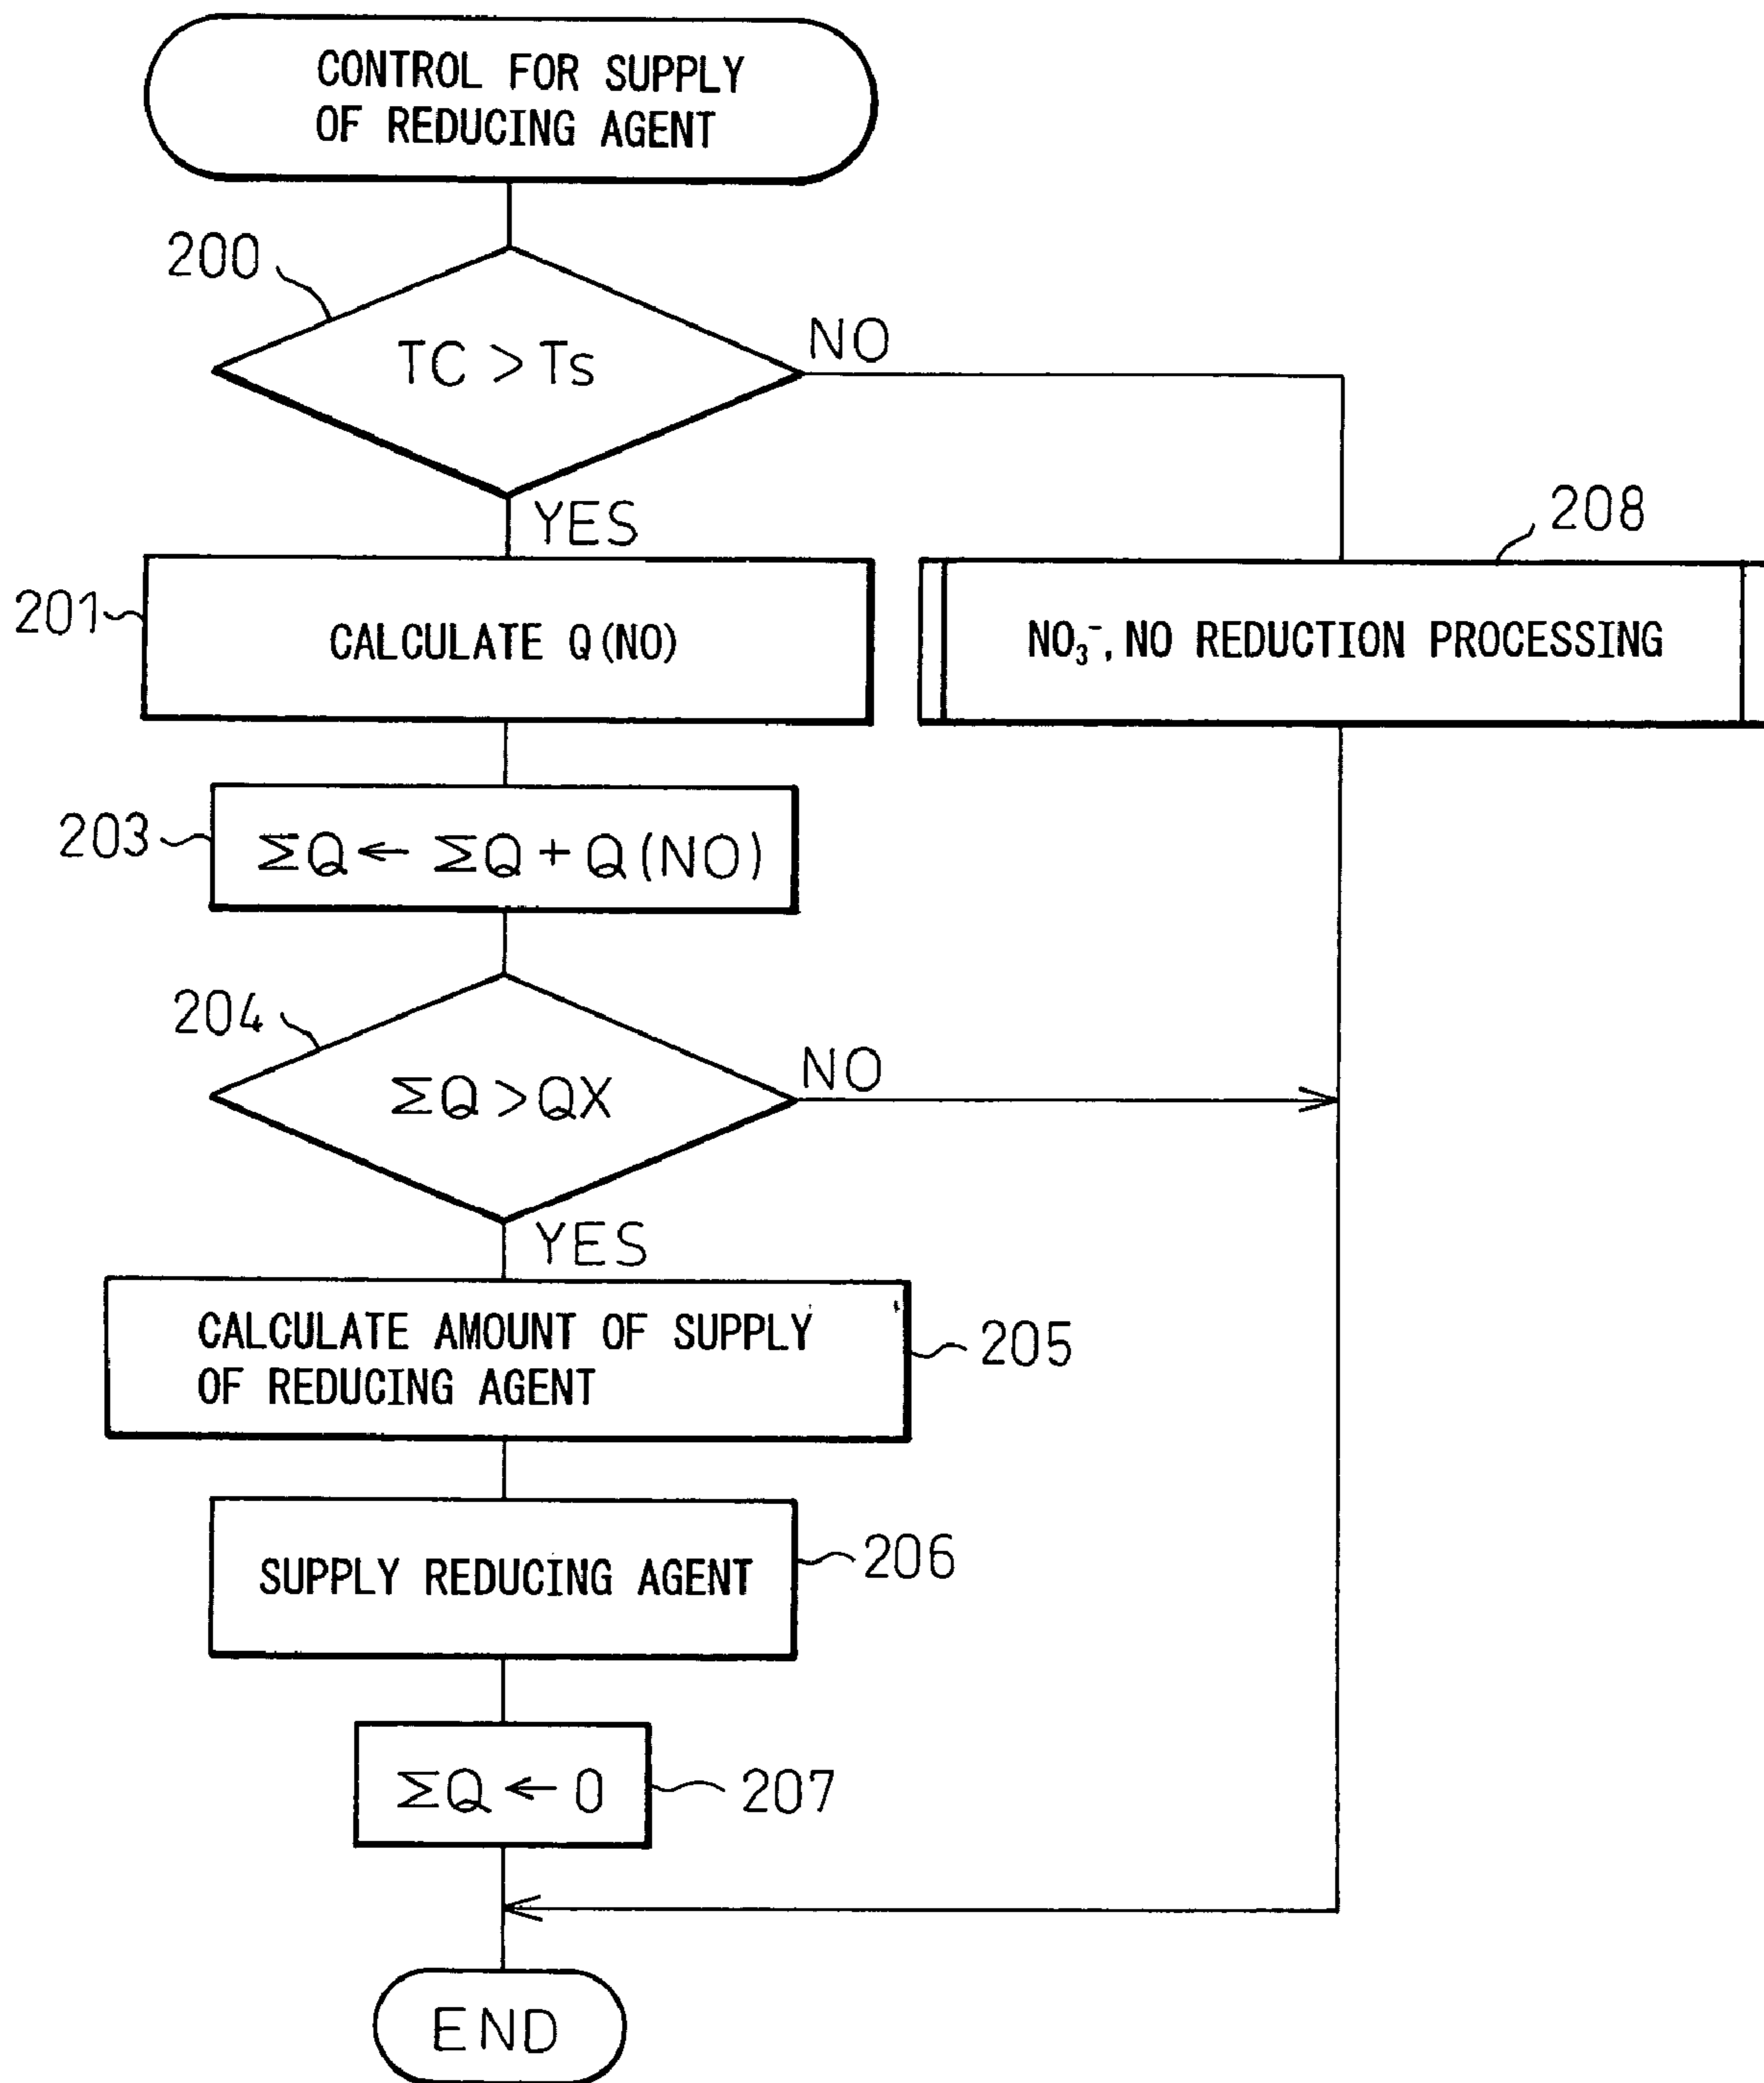 CONTROL FOR SUPPLY
OF REDUCING AGENT
200
TC > Ts
NO
YES
208
201
CALCULATE Q(NO)
NO₃⁻, NO REDUCTION PROCESSING
203
ΣQ ← ΣQ + Q(NO)
204
ΣQ > QX
NO
YES
CALCULATE AMOUNT OF SUPPLY
OF REDUCING AGENT
205
SUPPLY REDUCING AGENT
206
ΣQ ← 0
207
END